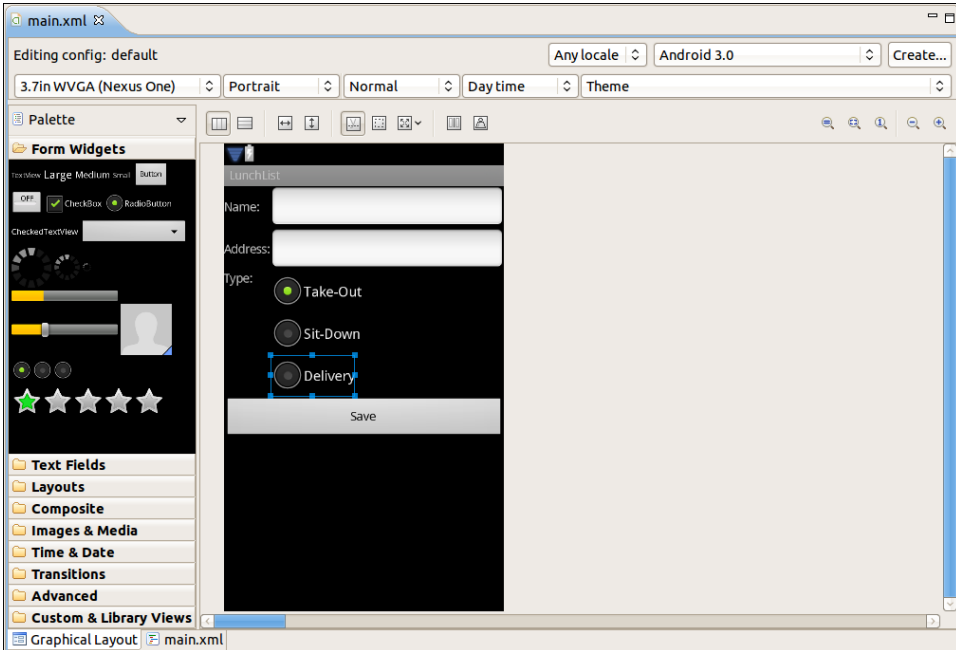 main.xml
Editing config: default
Any locale
Android 3.0
Create...
3.7in WVGA (Nexus One)
Portrait
Normal
Day time
Theme
Palette
Form Widgets
TextView Large Medium Small Button
OFF CheckBox RadioButton
CheckedTextView
LunchList
Name:
Address:
Type:
Take-Out
Sit-Down
Delivery
Save
Text Fields
Layouts
Composite
Images & Media
Time & Date
Transitions
Advanced
Custom & Library Views
Graphical Layout
main.xml